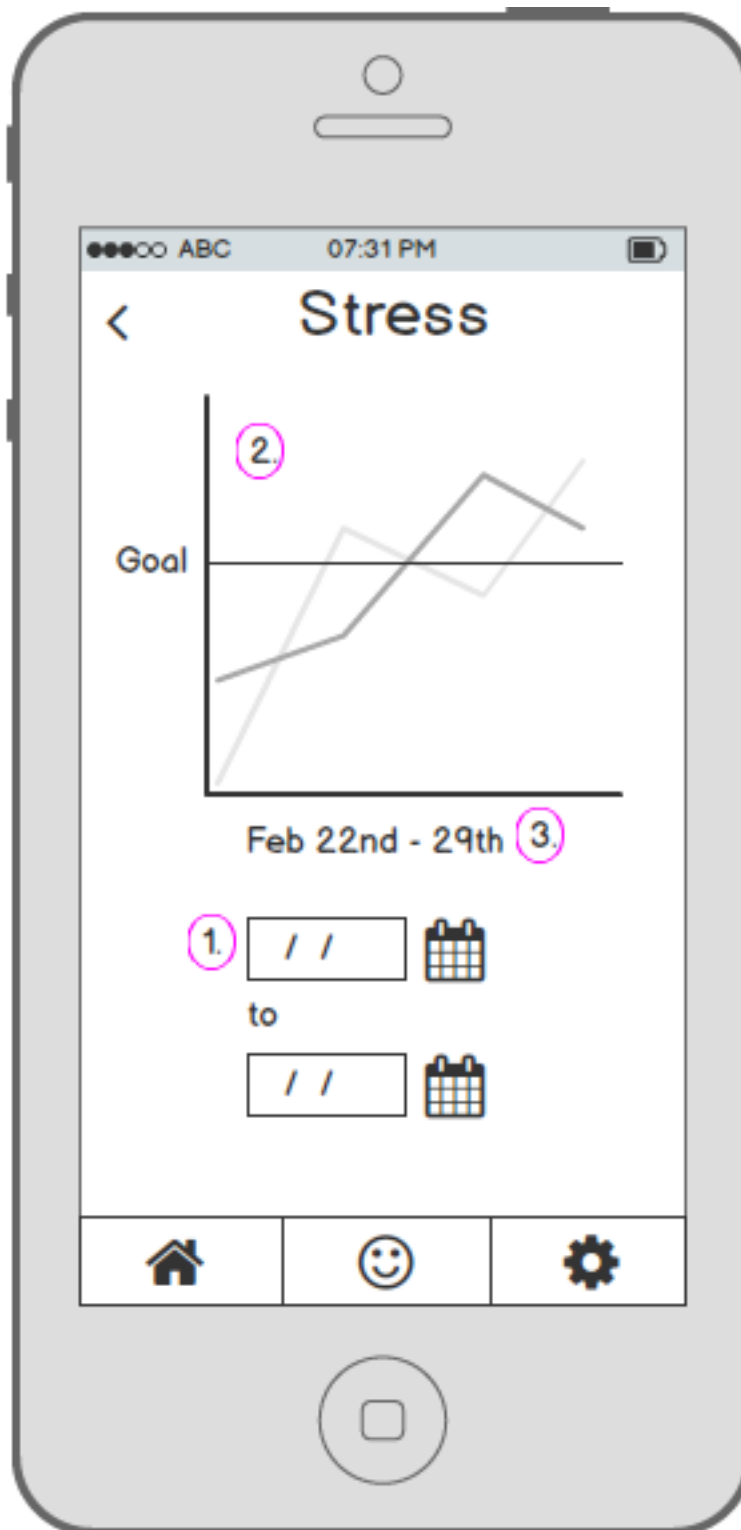 ABC 07:31 PM
Stress
2.
Goal
Feb 22nd - 29th 3.
1. / /
to
/ /